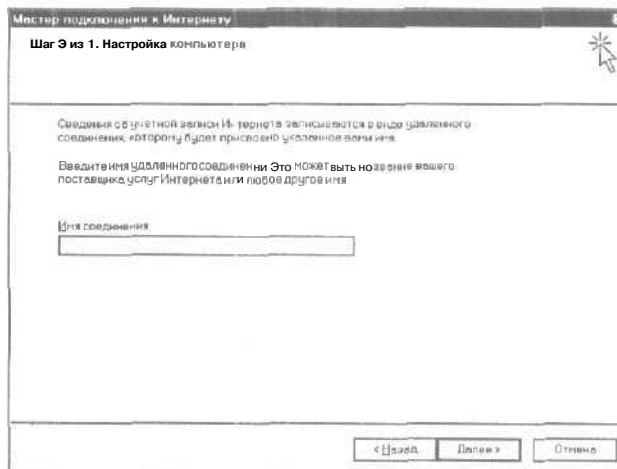 Мастер подключения к Интернету
Шаг Э из 1. Настройка компьютера
Сведения об учетной записи Интернета записываются в виде удаленного
соединения, которому будет присвоено указанное вами имя.
Введите имя удаленного соединенни Это может выть название вашего
поставщика услуг Интернета или любое другое имя
Имя соединения:
< Назад
Далее >
Отмена